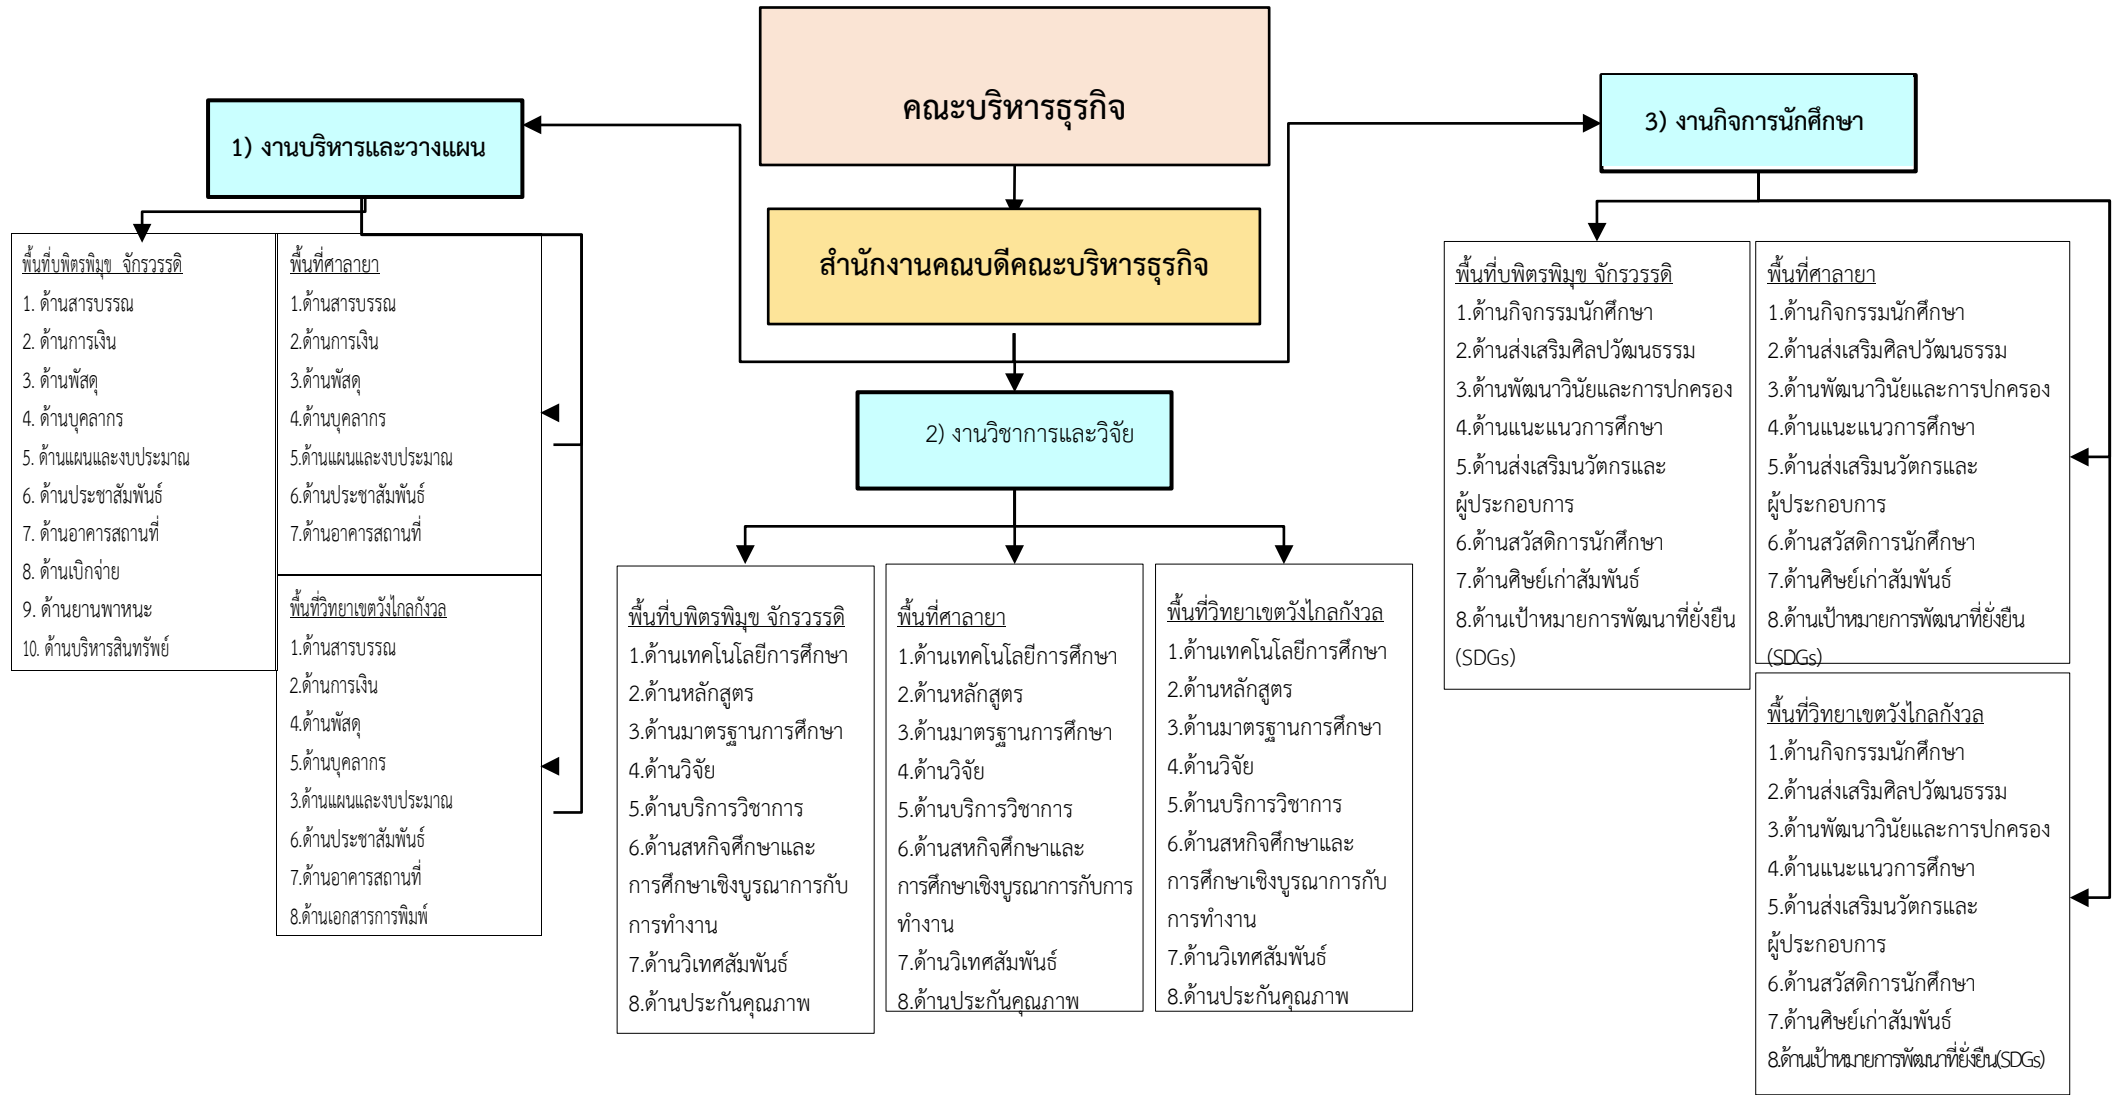 คณะบริหารธุรกิจ
สำนักงานคณบดีคณะบริหารธุรกิจ
1) งานบริหารและวางแผน
พื้นที่บพิตรพิมุข จักรวรรดิ
1. ด้านสารบรรณ
2. ด้านการเงิน
3. ด้านพัสดุ
4. ด้านบุคลากร
5. ด้านแผนและงบประมาณ
6. ด้านประชาสัมพันธ์
7. ด้านอาคารสถานที่
8. ด้านเบิกจ่าย
9. ด้านยานพาหนะ
10. ด้านบริหารสินทรัพย์
พื้นที่ศาลายา
1.ด้านสารบรรณ
2.ด้านการเงิน
3.ด้านพัสดุ
4.ด้านบุคลากร
5.ด้านแผนและงบประมาณ
6.ด้านประชาสัมพันธ์
7.ด้านอาคารสถานที่
พื้นที่วิทยาเขตวังไกลกังวล
1.ด้านสารบรรณ
2.ด้านการเงิน
4.ด้านพัสดุ
5.ด้านบุคลากร
3.ด้านแผนและงบประมาณ
6.ด้านประชาสัมพันธ์
7.ด้านอาคารสถานที่
8.ด้านเอกสารการพิมพ์
2) งานวิชาการและวิจัย
พื้นที่บพิตรพิมุข จักรวรรดิ
1.ด้านเทคโนโลยีการศึกษา
2.ด้านหลักสูตร
3.ด้านมาตรฐานการศึกษา
4.ด้านวิจัย
5.ด้านบริการวิชาการ
6.ด้านสหกิจศึกษาและ
การศึกษาเชิงบูรณาการกับ
การทำงาน
7.ด้านวิเทศสัมพันธ์
8.ด้านประกันคุณภาพ
พื้นที่ศาลายา
1.ด้านเทคโนโลยีการศึกษา
2.ด้านหลักสูตร
3.ด้านมาตรฐานการศึกษา
4.ด้านวิจัย
5.ด้านบริการวิชาการ
6.ด้านสหกิจศึกษาและ
การศึกษาเชิงบูรณาการกับการ
ทำงาน
7.ด้านวิเทศสัมพันธ์
8.ด้านประกันคุณภาพ
พื้นที่วิทยาเขตวังไกลกังวล
1.ด้านเทคโนโลยีการศึกษา
2.ด้านหลักสูตร
3.ด้านมาตรฐานการศึกษา
4.ด้านวิจัย
5.ด้านบริการวิชาการ
6.ด้านสหกิจศึกษาและ
การศึกษาเชิงบูรณาการกับ
การทำงาน
7.ด้านวิเทศสัมพันธ์
8.ด้านประกันคุณภาพ
3) งานกิจการนักศึกษา
พื้นที่บพิตรพิมุข จักรวรรดิ
1.ด้านกิจกรรมนักศึกษา
2.ด้านส่งเสริมศิลปวัฒนธรรม
3.ด้านพัฒนาวินัยและการปกครอง
4.ด้านแนะแนวการศึกษา
5.ด้านส่งเสริมนวัตกรและ
ผู้ประกอบการ
6.ด้านสวัสดิการนักศึกษา
7.ด้านศิษย์เก่าสัมพันธ์
8.ด้านเป้าหมายการพัฒนาที่ยั่งยืน
(SDGs)
พื้นที่ศาลายา
1.ด้านกิจกรรมนักศึกษา
2.ด้านส่งเสริมศิลปวัฒนธรรม
3.ด้านพัฒนาวินัยและการปกครอง
4.ด้านแนะแนวการศึกษา
5.ด้านส่งเสริมนวัตกรและ
ผู้ประกอบการ
6.ด้านสวัสดิการนักศึกษา
7.ด้านศิษย์เก่าสัมพันธ์
8.ด้านเป้าหมายการพัฒนาที่ยั่งยืน
(SDGs)
พื้นที่วิทยาเขตวังไกลกังวล
1.ด้านกิจกรรมนักศึกษา
2.ด้านส่งเสริมศิลปวัฒนธรรม
3.ด้านพัฒนาวินัยและการปกครอง
4.ด้านแนะแนวการศึกษา
5.ด้านส่งเสริมนวัตกรและ
ผู้ประกอบการ
6.ด้านสวัสดิการนักศึกษา
7.ด้านศิษย์เก่าสัมพันธ์
8.ด้านเป้าหมายการพัฒนาที่ยั่งยืน(SDGs)